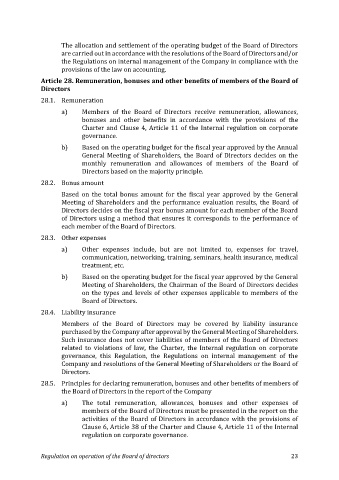 The allocation and settlement of the operating budget of the Board of Directors
are carried out in accordance with the resolutions of the Board of Directors and/or
the Regulations on internal management of the Company in compliance with the
provisions of the law on accounting.
Article 28. Remuneration, bonuses and other benefits of members of the Board of
Directors
28.1. Remuneration
a) Members of the Board of Directors receive remuneration, allowances,
bonuses and other benefits in accordance with the provisions of the
Charter and Clause 4, Article 11 of the Internal regulation on corporate
governance.
b) Based on the operating budget for the fiscal year approved by the Annual
General Meeting of Shareholders, the Board of Directors decides on the
monthly remuneration and allowances of members of the Board of
Directors based on the majority principle.
28.2. Bonus amount
Based on the total bonus amount for the fiscal year approved by the General
Meeting of Shareholders and the performance evaluation results, the Board of
Directors decides on the fiscal year bonus amount for each member of the Board
of Directors using a method that ensures it corresponds to the performance of
each member of the Board of Directors.
28.3. Other expenses
a) Other expenses include, but are not limited to, expenses for travel,
communication, networking, training, seminars, health insurance, medical
treatment, etc.
b) Based on the operating budget for the fiscal year approved by the General
Meeting of Shareholders, the Chairman of the Board of Directors decides
on the types and levels of other expenses applicable to members of the
Board of Directors.
28.4. Liability insurance
Members of the Board of Directors may be covered by liability insurance
purchased by the Company after approval by the General Meeting of Shareholders.
Such insurance does not cover liabilities of members of the Board of Directors
related to violations of law, the Charter, the Internal regulation on corporate
governance, this Regulation, the Regulations on internal management of the
Company and resolutions of the General Meeting of Shareholders or the Board of
Directors.
28.5. Principles for declaring remuneration, bonuses and other benefits of members of
the Board of Directors in the report of the Company
a) The total remuneration, allowances, bonuses and other expenses of
members of the Board of Directors must be presented in the report on the
activities of the Board of Directors in accordance with the provisions of
Clause 6, Article 38 of the Charter and Clause 4, Article 11 of the Internal
regulation on corporate governance.
Regulation on operation of the Board of directors 23